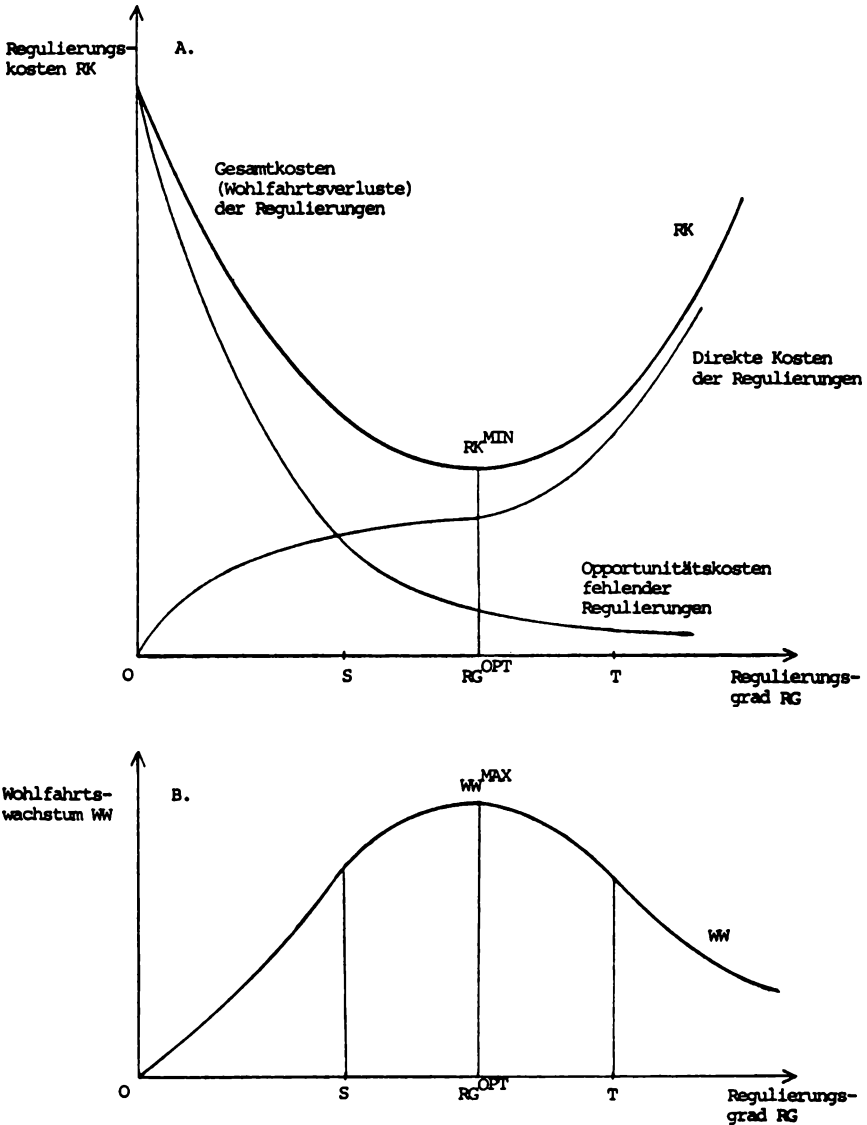 Regulierungs-
kosten RK
A.
Gesamtkosten
(Wohlfahrtsverluste)
der Regulierungen
RK
Direkte Kosten
der Regulierungen
RK^MIN
Opportunitätskosten
fehlender
Regulierungen
O S RG^OPT T Regulierungs-
grad RG
Wohlfahrts-
wachstum WW
B.
WW^MAX
WW
O S RG^OPT T Regulierungs-
grad RG